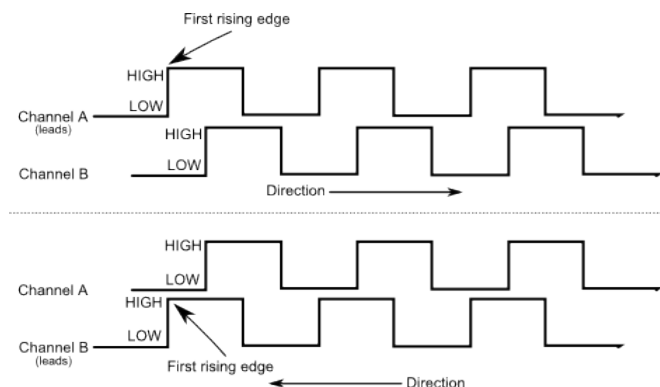 First rising edge
HIGH
LOW
Channel A
(leads)
HIGH
LOW
Channel B
Direction
HIGH
LOW
Channel A
HIGH
LOW
Channel B
(leads)
First rising edge
Direction